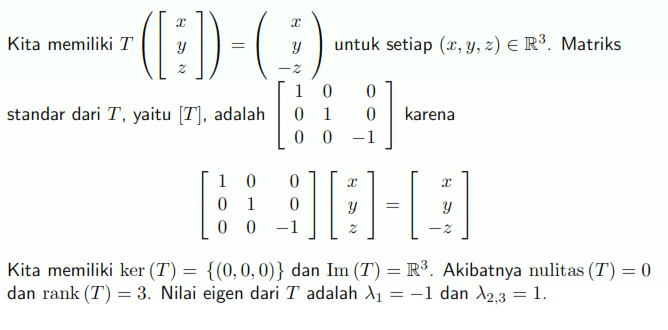 Kita memiliki T ([x y z]) = (x y −z) untuk setiap (x, y, z) ∈ ℝ³. Matriks
standar dari T, yaitu [T], adalah [1 0 0; 0 1 0; 0 0 −1] karena
[1 0 0; 0 1 0; 0 0 −1] [x y z] = [x y −z]
Kita memiliki ker (T) = {(0, 0, 0)} dan Im (T) = ℝ³. Akibatnya nulitas (T) = 0
dan rank (T) = 3. Nilai eigen dari T adalah λ₁ = −1 dan λ₂,₃ = 1.